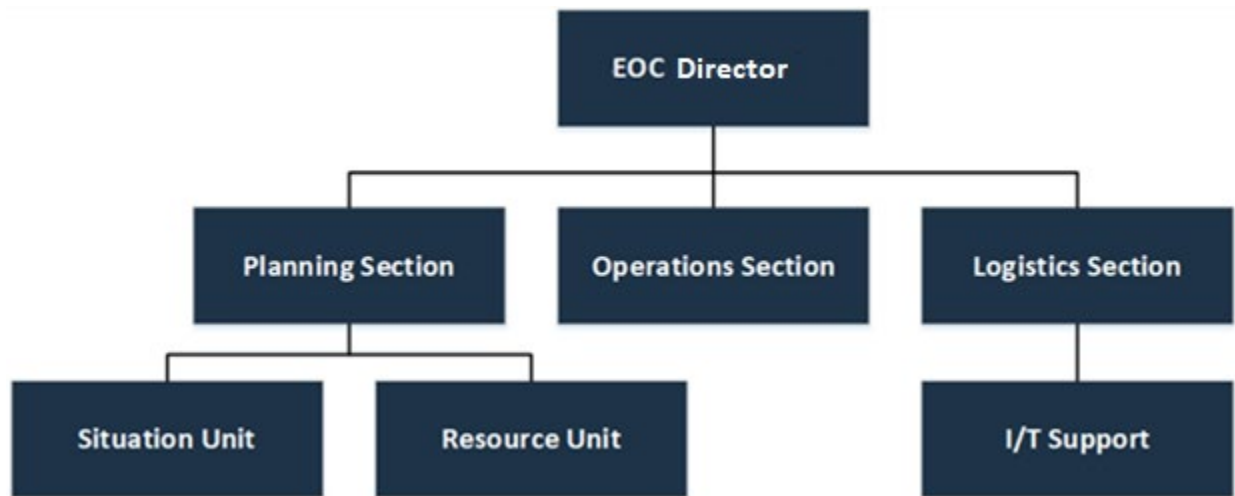 EOC Director
Planning Section
Operations Section
Logistics Section
Situation Unit
Resource Unit
I/T Support